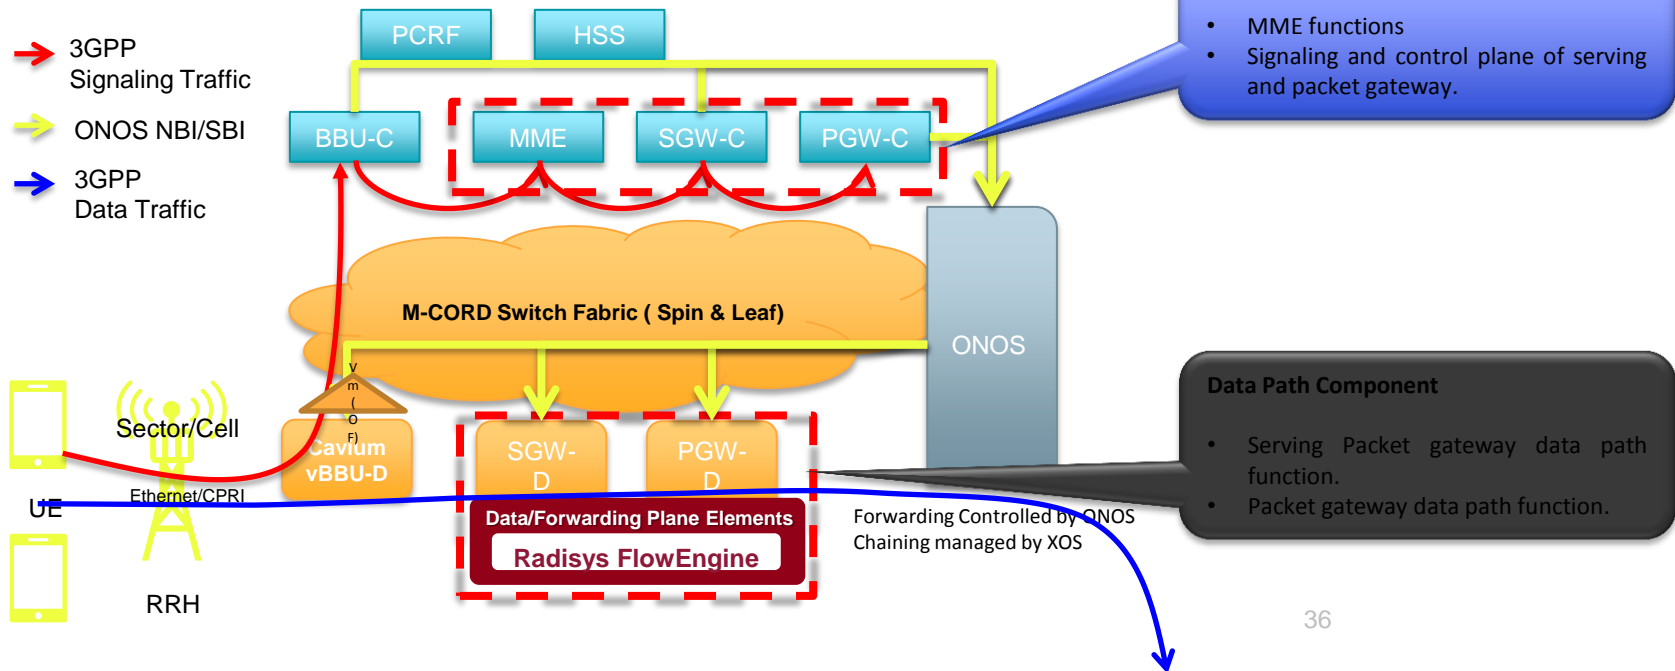 PCRF
HSS
3GPP
Signaling Traffic
ONOS NBI/SBI
3GPP
Data Traffic
• MME functions
• Signaling and control plane of serving
and packet gateway.
BBU-C
MME
SGW-C
PGW-C
M-CORD Switch Fabric ( Spin & Leaf)
ONOS
V
m
(
O
F)
Sector/Cell
Cavium
vBBU-D
SGW-
D
PGW-
D
Ethernet/CPRI
UE
RRH
Data/Forwarding Plane Elements
Radisys FlowEngine
Forwarding Controlled by ONOS
Chaining managed by XOS
Data Path Component
• Serving Packet gateway data path
function.
• Packet gateway data path function.
36